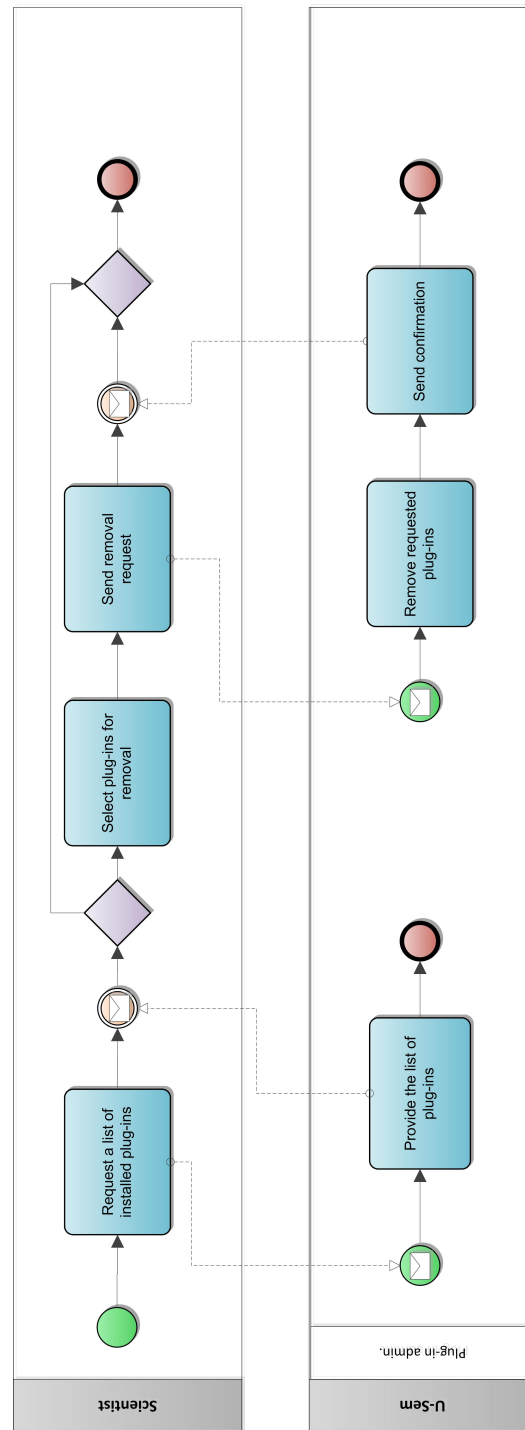 Scientist
Request a list of
installed plug-ins
Select plug-ins for
removal
Send removal
request
U-Sem
Plug-in admin.
Provide the list of
plug-ins
Remove requested
plug-ins
Send confirmation